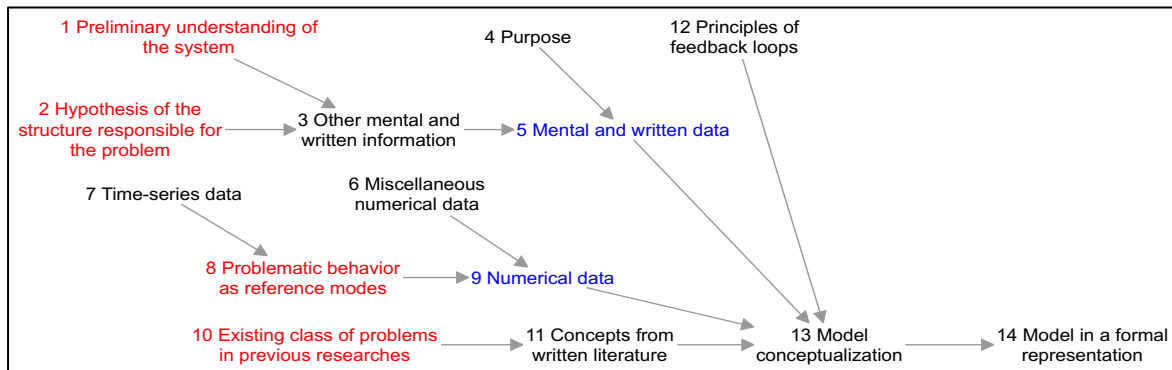 1 Preliminary understanding of
the system
4 Purpose
12 Principles of
feedback loops
2 Hypothesis of the
structure responsible for
the problem
3 Other mental and
written information
5 Mental and written data
7 Time-series data
6 Miscellaneous
numerical data
8 Problematic behavior
as reference modes
9 Numerical data
10 Existing class of problems
in previous researches
11 Concepts from
written literature
13 Model
conceptualization
14 Model in a formal
representation